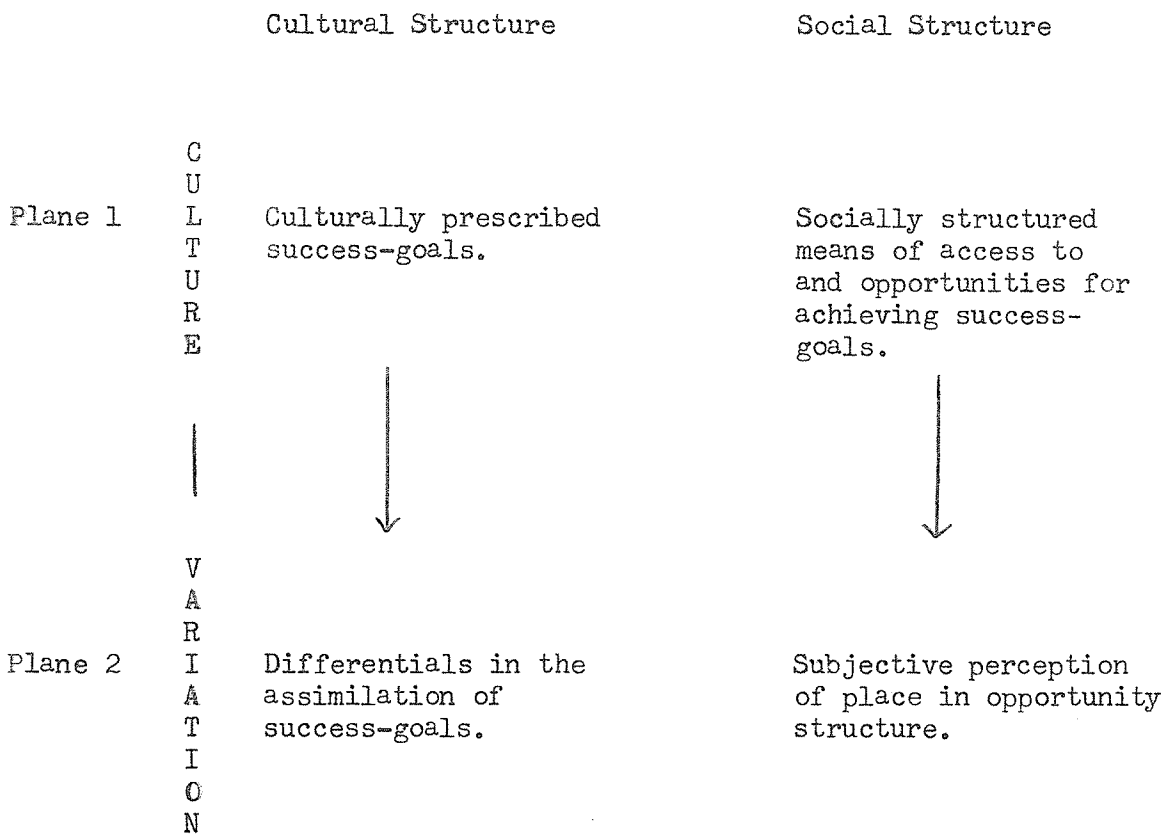 Cultural Structure
Social Structure
CULTURE — VARIATION
Plane 1
Culturally prescribed
success-goals.
Socially structured
means of access to
and opportunities for
achieving success-
goals.
Plane 2
Differentials in the
assimilation of
success-goals.
Subjective perception
of place in opportunity
structure.